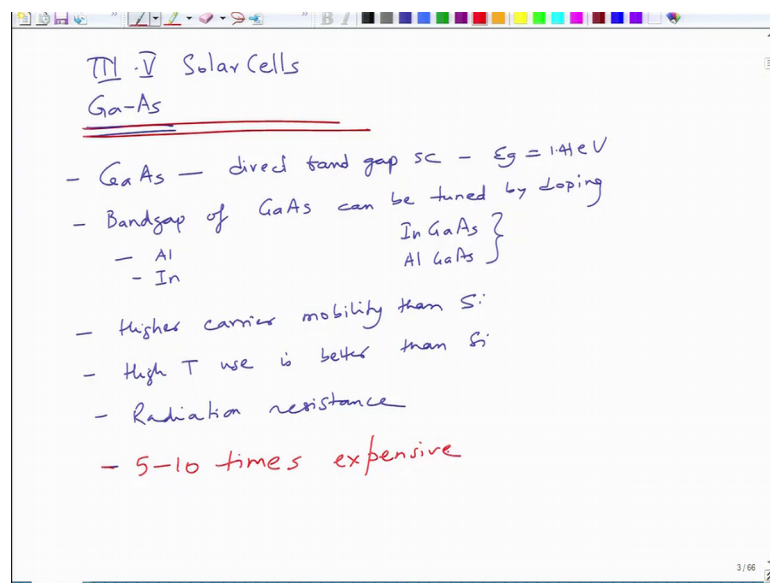 III-V Solar Cells
Ga-As
- GaAs - direct band gap sc - Eg = 1.41 eV
- Bandgap of GaAs can be tuned by doping
- Al
- In
InGaAs }
AlGaAs
- Higher carrier mobility than Si
- High T use is better than Si
- Radiation resistance
- 5-10 times expensive
3 / 66